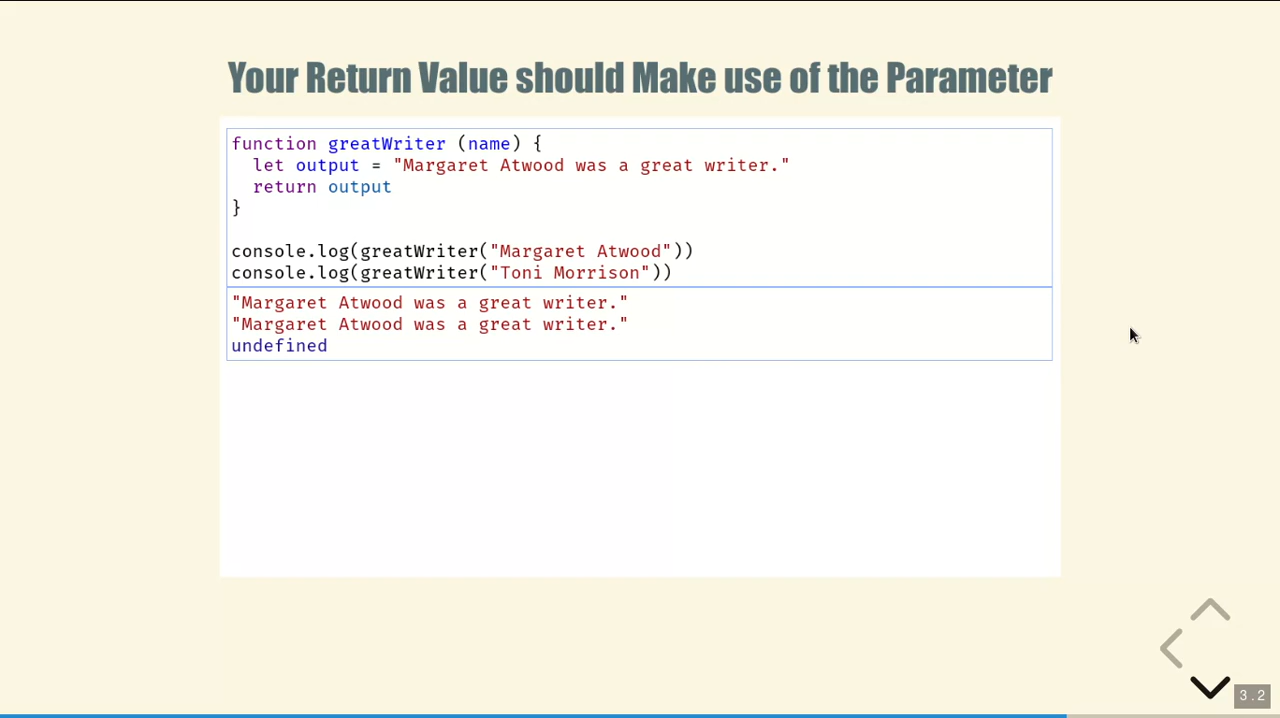 Your Return Value should Make use of the Parameter
function greatWriter (name) {
  let output = "Margaret Atwood was a great writer."
  return output
}
console.log(greatWriter("Margaret Atwood"))
console.log(greatWriter("Toni Morrison"))
"Margaret Atwood was a great writer."
"Margaret Atwood was a great writer."
undefined
3.2